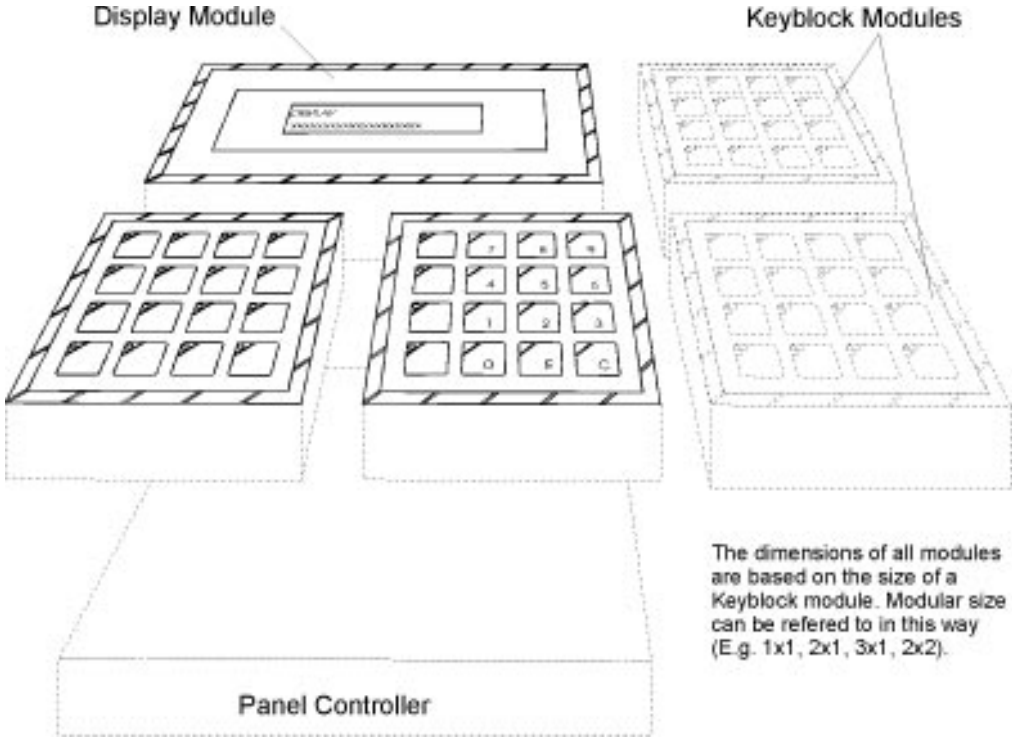 Display Module
Keyblock Modules
7 8 9
4 5 6
1 2 3
0 E C
The dimensions of all modules
are based on the size of a
Keyblock module. Modular size
can be refered to in this way
(E.g. 1x1, 2x1, 3x1, 2x2).
Panel Controller